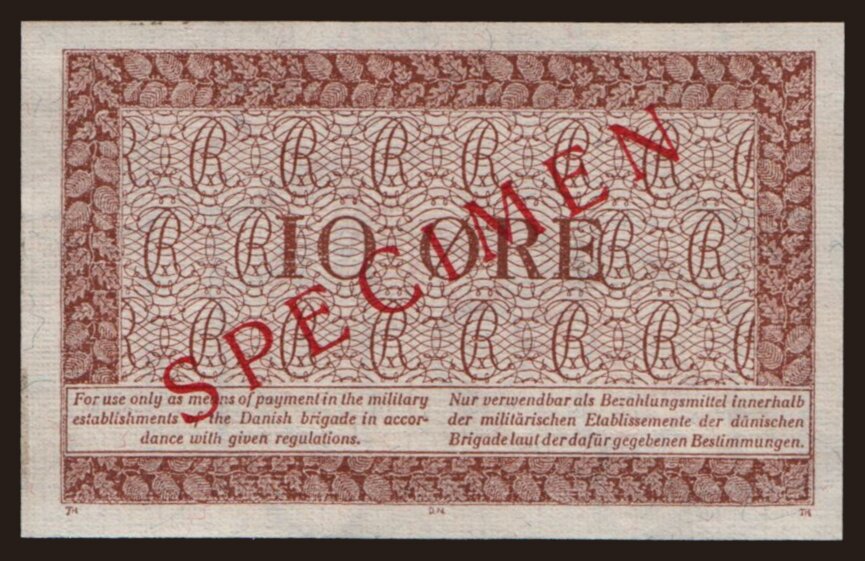 10 ØRE
SPECIMEN
For use only as means of payment in the military
establishments of the Danish brigade in accor-
dance with given regulations.
Nur verwendbar als Bezahlungsmittel innerhalb
der militärischen Etablissemente der dänischen
Brigade laut der dafür gegebenen Bestimmungen.